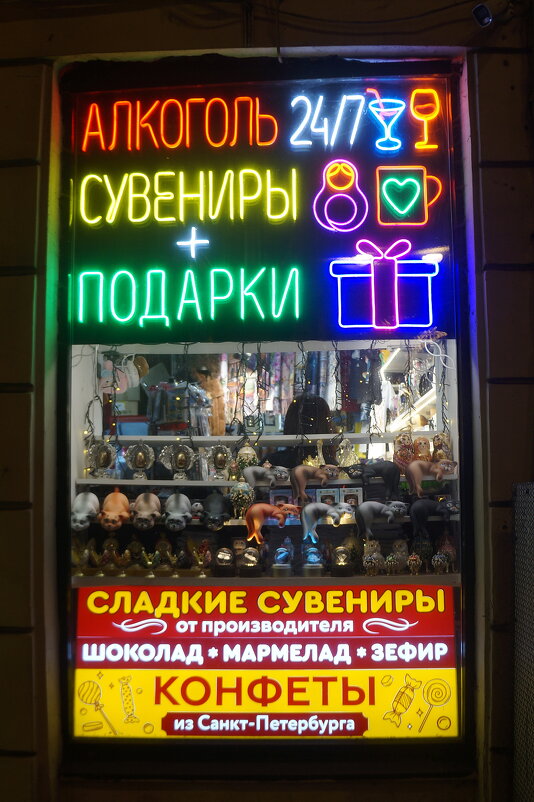 АЛКОГОЛЬ 24/7
СУВЕНИРЫ
+
ПОДАРКИ
СЛАДКИЕ СУВЕНИРЫ
от производителя
ШОКОЛАД * МАРМЕЛАД * ЗЕФИР
КОНФЕТЫ
из Санкт-Петербурга